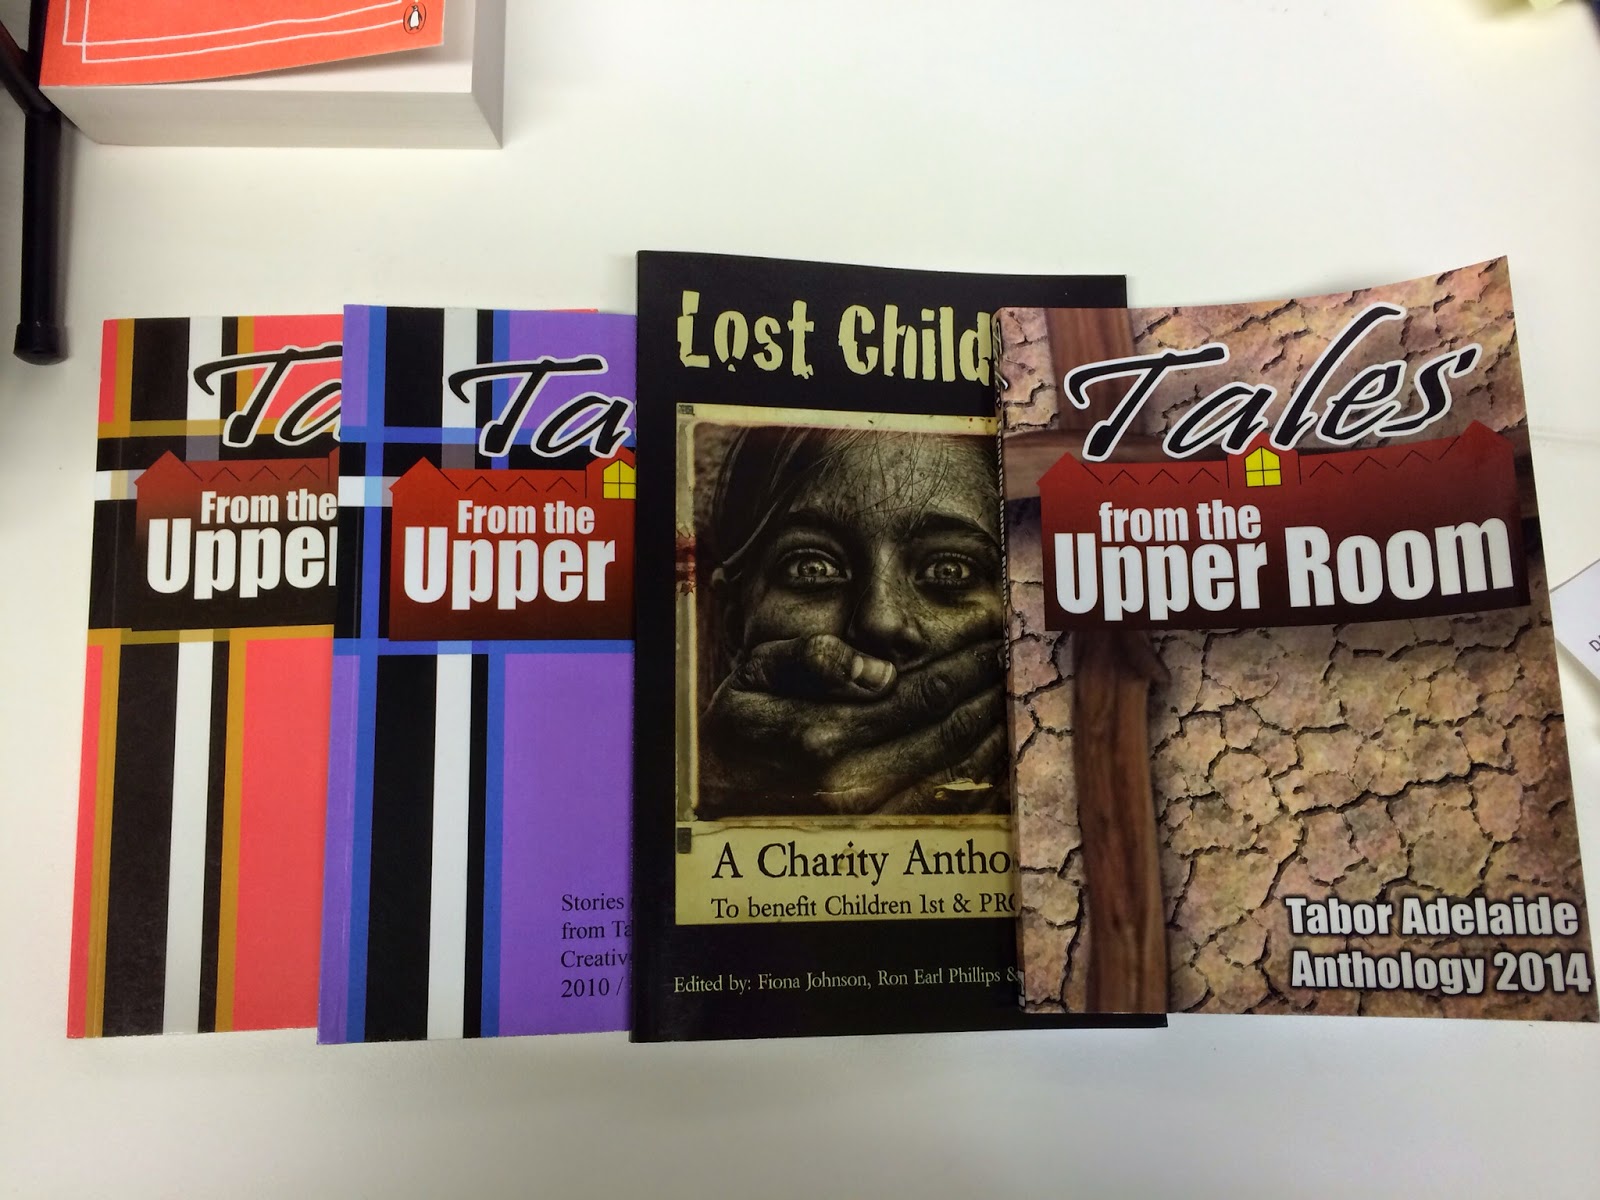 Ta
From the
Upper
Ta
From the
Upper
Stories
from Ta
Creativ
2010 /
Lost Child
A Charity Antho
To benefit Children 1st & PRO
Edited by: Fiona Johnson, Ron Earl Phillips &
Tales
from the
Upper Room
Tabor Adelaide
Anthology 2014
D